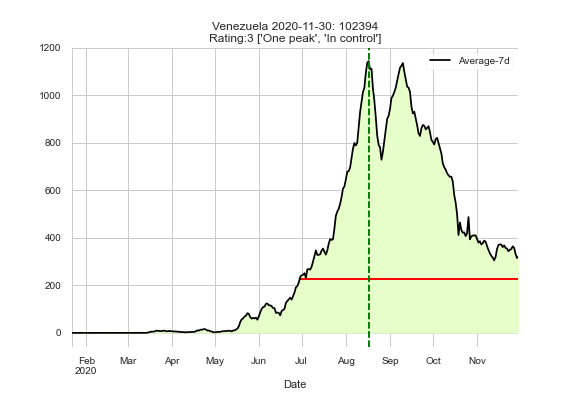 Venezuela 2020-11-30: 102394
Rating:3 ['One peak', 'In control']
1200
Average-7d
1000
800
600
400
200
0
Feb Mar Apr May Jun Jul Aug Sep Oct Nov
2020
Date